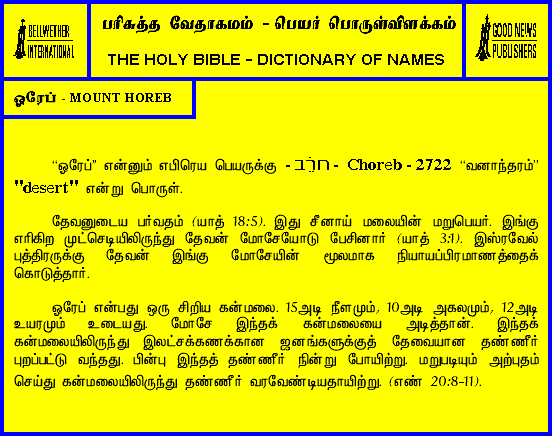 BELLWETHER
INTERNATIONAL
பரிசுத்த வேதாகமம் - பெயர் பொருள்விளக்கம்
THE HOLY BIBLE - DICTIONARY OF NAMES
GOOD NEWS
PUBLISHERS
ஓரேப் - MOUNT HOREB
“ஓரேப்” என்னும் எபிரெய பெயருக்கு - חֹרֵב - Choreb - 2722 “வனாந்தரம்”
"desert" என்று பொருள்.
தேவனுடைய பர்வதம் (யாத் 18:5). இது சீனாய் மலையின் மறுபெயர். இங்கு
எரிகிற முட்செடியிலிருந்து தேவன் மோசேயோடு பேசினார் (யாத் 3:1). இஸ்ரவேல்
புத்திரருக்கு தேவன் இங்கு மோசேயின் மூலமாக நியாயப்பிரமாணத்தைக்
கொடுத்தார்.
ஓரேப் என்பது ஒரு சிறிய கன்மலை. 15அடி நீளமும், 10அடி அகலமும், 12அடி
உயரமும் உடையது. மோசே இந்தக் கன்மலையை அடித்தான். இந்தக்
கன்மலையிலிருந்து இலட்சக்கணக்கான ஜனங்களுக்குத் தேவையான தண்ணீர்
புறப்பட்டு வந்தது. பின்பு இந்தத் தண்ணீர் நின்று போயிற்று. மறுபடியும் அற்புதம்
செய்து கன்மலையிலிருந்து தண்ணீர் வரவேண்டியதாயிற்று. (எண் 20:8-11).